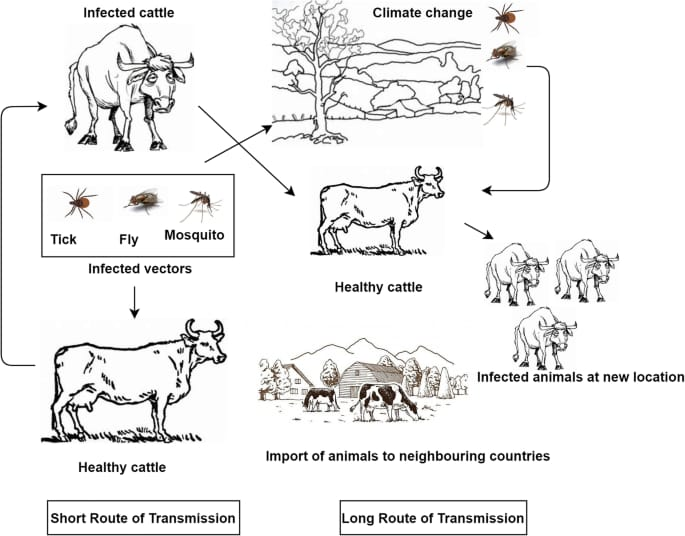 Infected cattle
Climate change
Tick
Fly
Mosquito
Infected vectors
Healthy cattle
Healthy cattle
Infected animals at new location
Import of animals to neighbouring countries
Short Route of Transmission
Long Route of Transmission